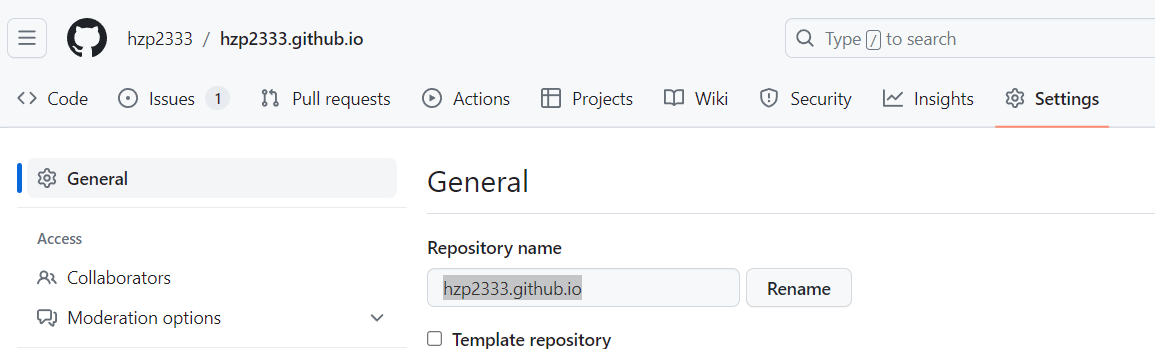 hzp2333 / hzp2333.github.io
Type / to search
Code Issues 1 Pull requests Actions Projects Wiki Security Insights Settings
General
General
Access
Repository name
Collaborators
hzp2333.github.io Rename
Moderation options
Template repository